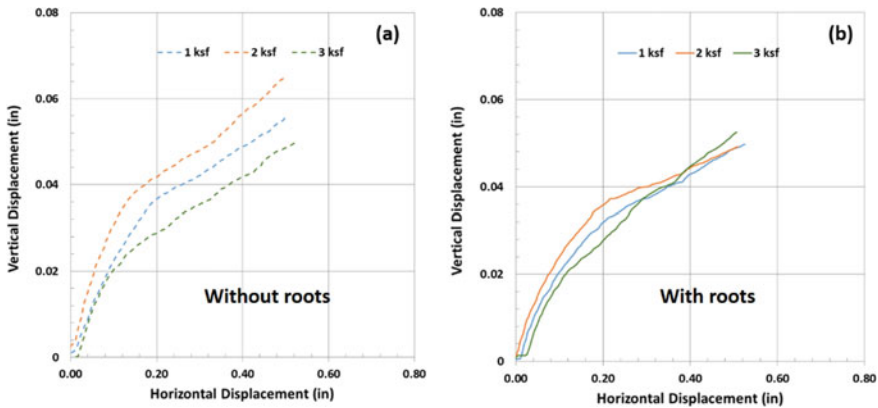 (a)
1 ksf 2 ksf 3 ksf
0.08
0.06
0.04
0.02
0
Vertical Displacement (in)
Without roots
0.00 0.20 0.40 0.60 0.80
Horizontal Displacement (in)
(b)
1 ksf 2 ksf 3 ksf
0.08
0.06
0.04
0.02
0
Vertical Displacement (in)
With roots
0.00 0.20 0.40 0.60 0.80
Horizontal Displacement (in)